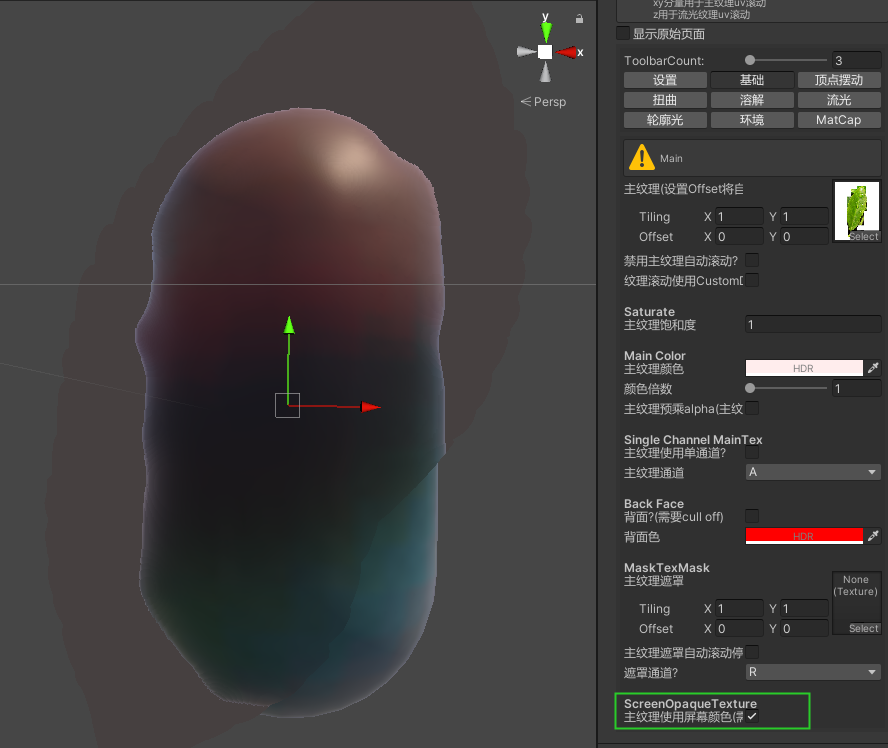 xy分量用于主纹理uv滚动
z用于流光纹理uv滚动
显示原始页面
y
x
Persp
ToolbarCount:
3
设置
基础
顶点摆动
扭曲
溶解
流光
轮廓光
环境
MatCap
Main
主纹理(设置Offset将自
Tiling X 1 Y 1
Offset X 0 Y 0
Select
禁用主纹理自动滚动?
纹理滚动使用Custom
Saturate
主纹理饱和度 1
Main Color
主纹理颜色 HDR
颜色倍数 1
主纹理预乘alpha(主纹
Single Channel MainTex
主纹理使用单通道?
主纹理通道 A
Back Face
背面?(需要cull off)
背面色 HDR
MaskTexMask
主纹理遮罩
None
(Texture)
Tiling X 1 Y 1
Offset X 0 Y 0
Select
主纹理遮罩自动滚动停
遮罩通道? R
ScreenOpaqueTexture
主纹理使用屏幕颜色(